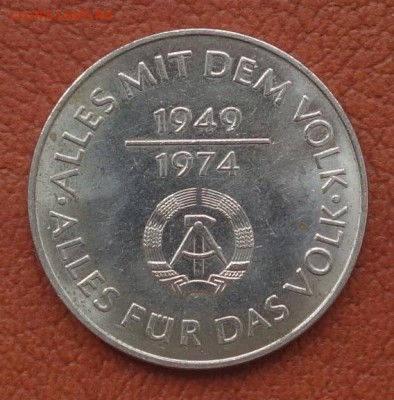 ALLES MIT DEM VOLK·
1949
1974
·ALLES FÜR DAS VOLK